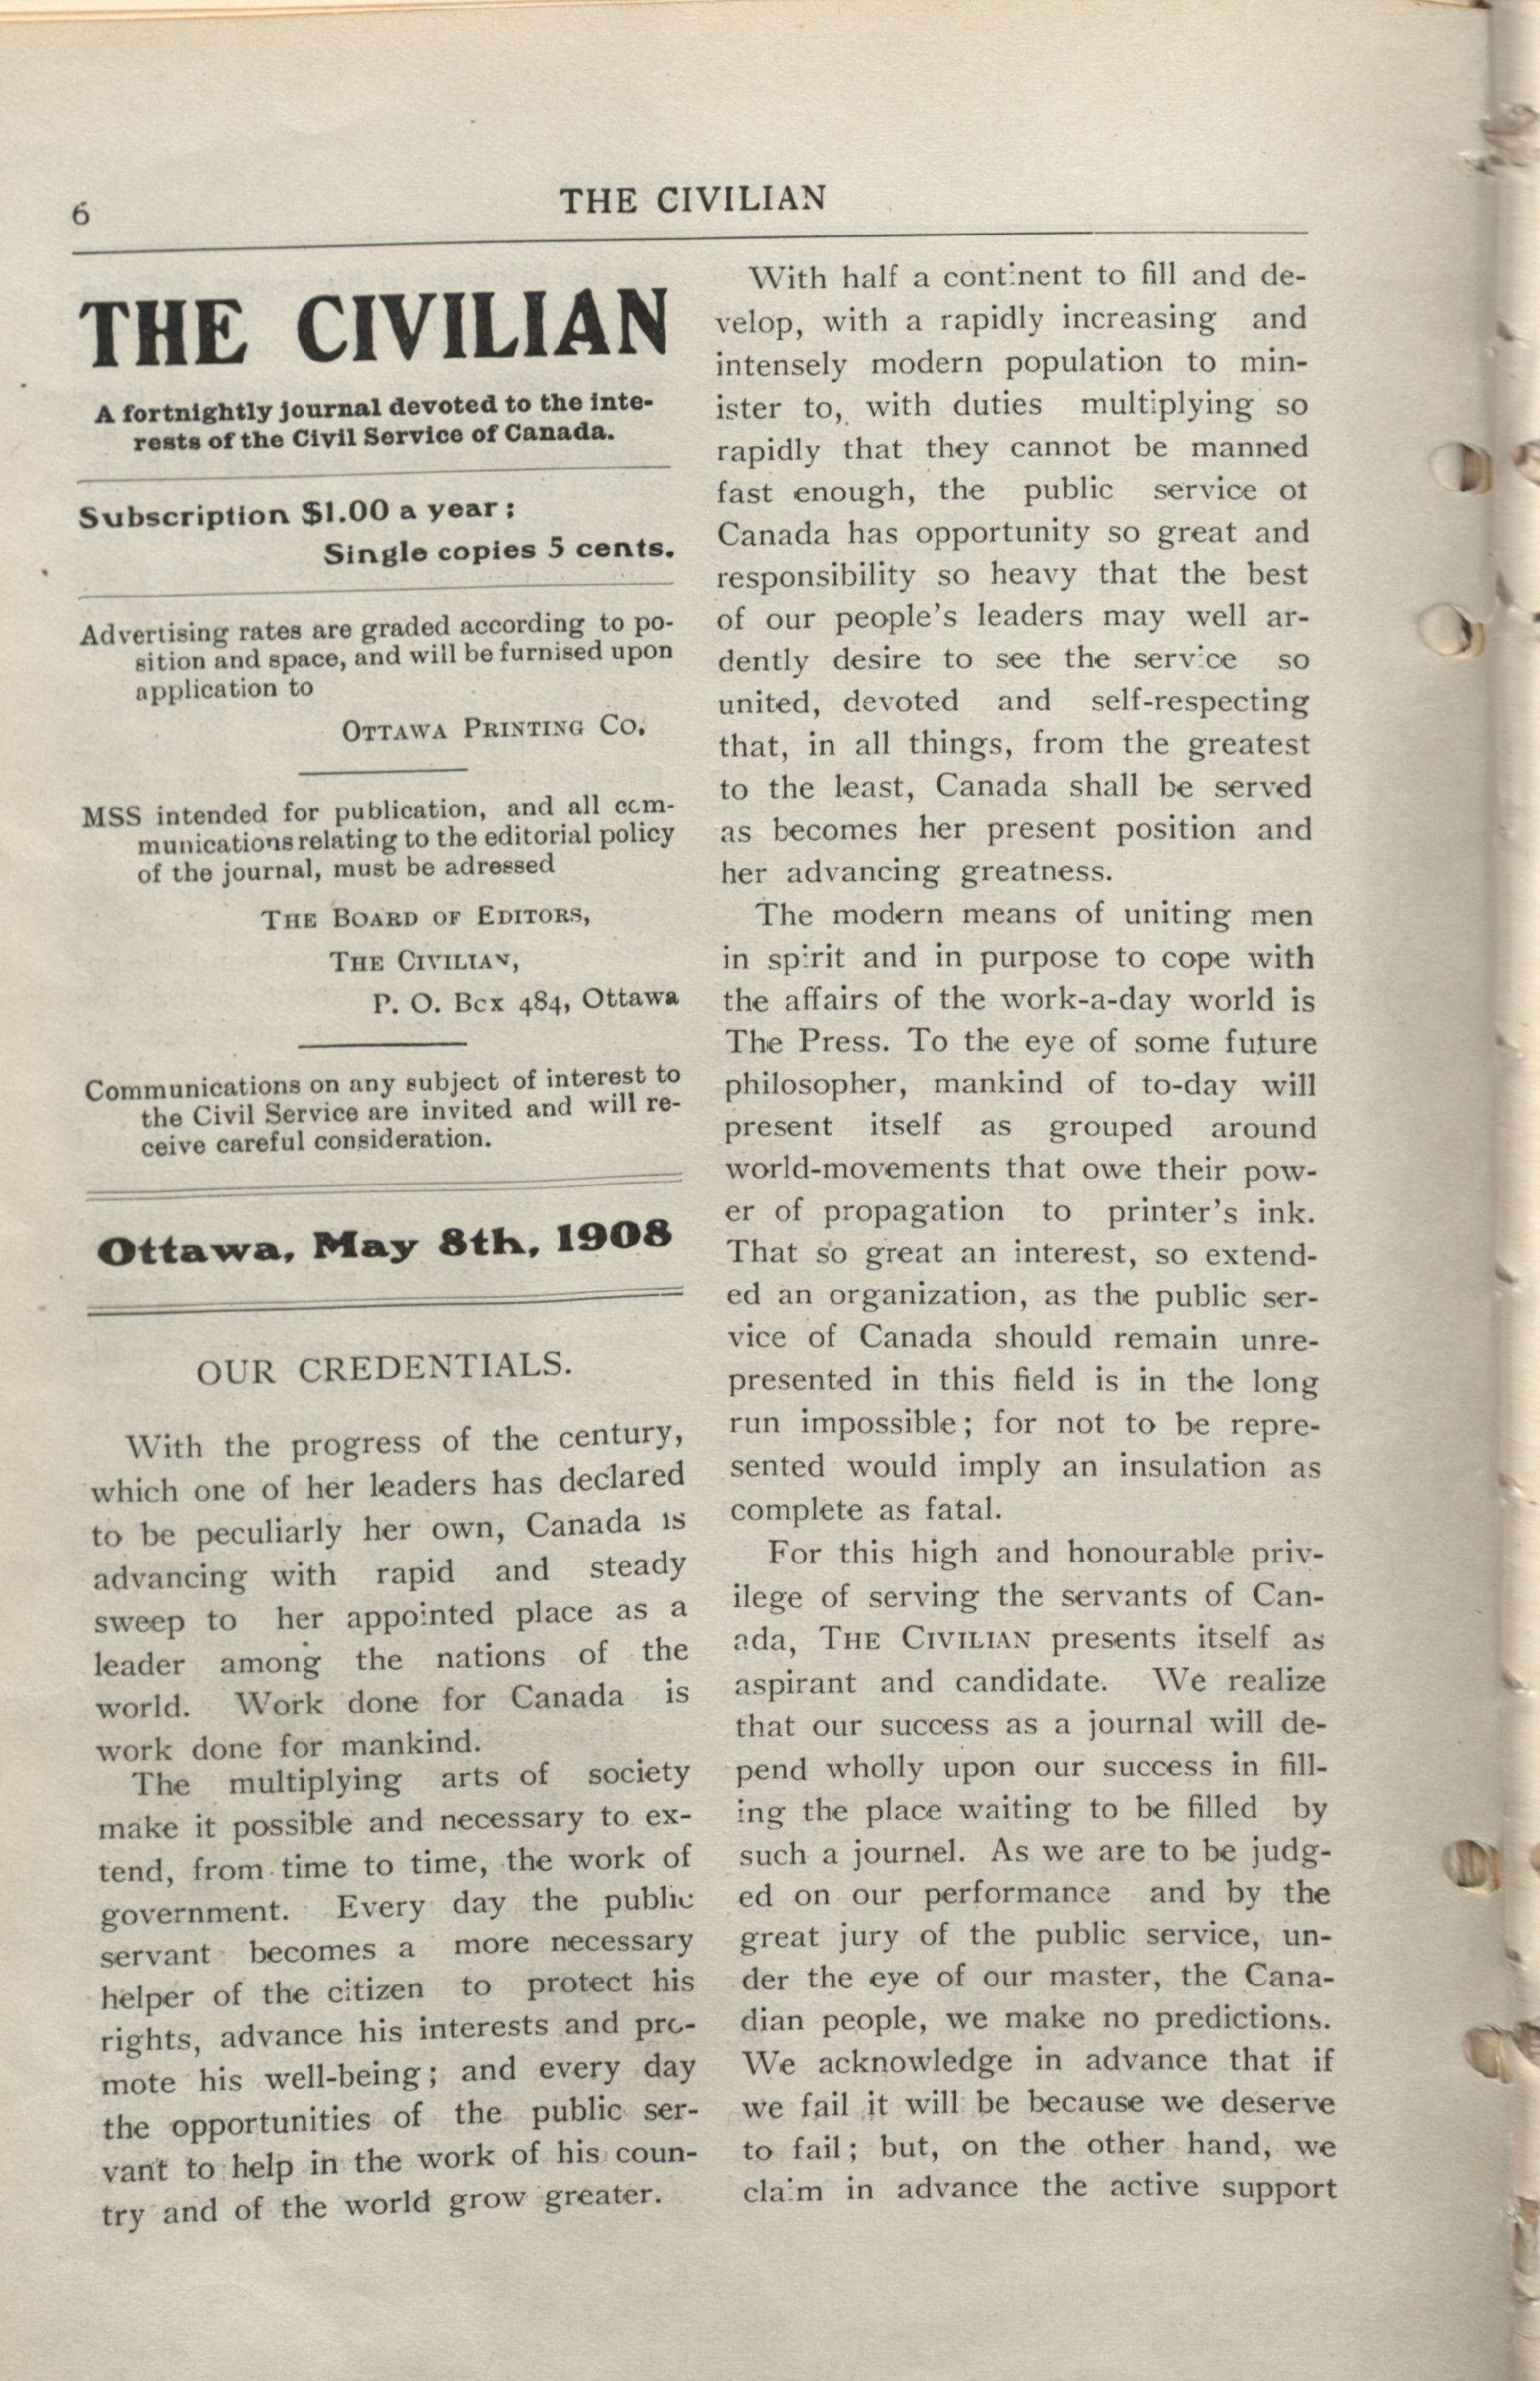 6
THE CIVILIAN
THE CIVILIAN
A fortnightly journal devoted to the inte-
rests of the Civil Service of Canada.
Subscription $1.00 a year;
Single copies 5 cents.
Advertising rates are graded according to po-
sition and space, and will be furnised upon
application to
OTTAWA PRINTING CO.
MSS intended for publication, and all com-
munications relating to the editorial policy
of the journal, must be adressed
THE BOARD OF EDITORS,
THE CIVILIAN,
P. O. Box 484, Ottawa
Communications on any subject of interest to
the Civil Service are invited and will re-
ceive careful consideration.
Ottawa, May 8th, 1908
OUR CREDENTIALS.
With the progress of the century,
which one of her leaders has declared
to be peculiarly her own, Canada is
advancing with rapid and steady
sweep to her appointed place as a
leader among the nations of the
world. Work done for Canada is
work done for mankind.
The multiplying arts of society
make it possible and necessary to ex-
tend, from time to time, the work of
government. Every day the public
servant becomes a more necessary
helper of the citizen to protect his
rights, advance his interests and pro-
mote his well-being; and every day
the opportunities of the public ser-
vant to help in the work of his coun-
try and of the world grow greater.
With half a continent to fill and de-
velop, with a rapidly increasing and
intensely modern population to min-
ister to, with duties multiplying so
rapidly that they cannot be manned
fast enough, the public service of
Canada has opportunity so great and
responsibility so heavy that the best
of our people's leaders may well ar-
dently desire to see the service so
united, devoted and self-respecting
that, in all things, from the greatest
to the least, Canada shall be served
as becomes her present position and
her advancing greatness.
The modern means of uniting men
in spirit and in purpose to cope with
the affairs of the work-a-day world is
The Press. To the eye of some future
philosopher, mankind of to-day will
present itself as grouped around
world-movements that owe their pow-
er of propagation to printer's ink.
That so great an interest, so extend-
ed an organization, as the public ser-
vice of Canada should remain unre-
presented in this field is in the long
run impossible; for not to be repre-
sented would imply an insulation as
complete as fatal.
For this high and honourable priv-
ilege of serving the servants of Can-
ada, THE CIVILIAN presents itself as
aspirant and candidate. We realize
that our success as a journal will de-
pend wholly upon our success in fill-
ing the place waiting to be filled by
such a journel. As we are to be judg-
ed on our performance and by the
great jury of the public service, un-
der the eye of our master, the Cana-
dian people, we make no predictions.
We acknowledge in advance that if
we fail it will be because we deserve
to fail; but, on the other hand, we
claim in advance the active support